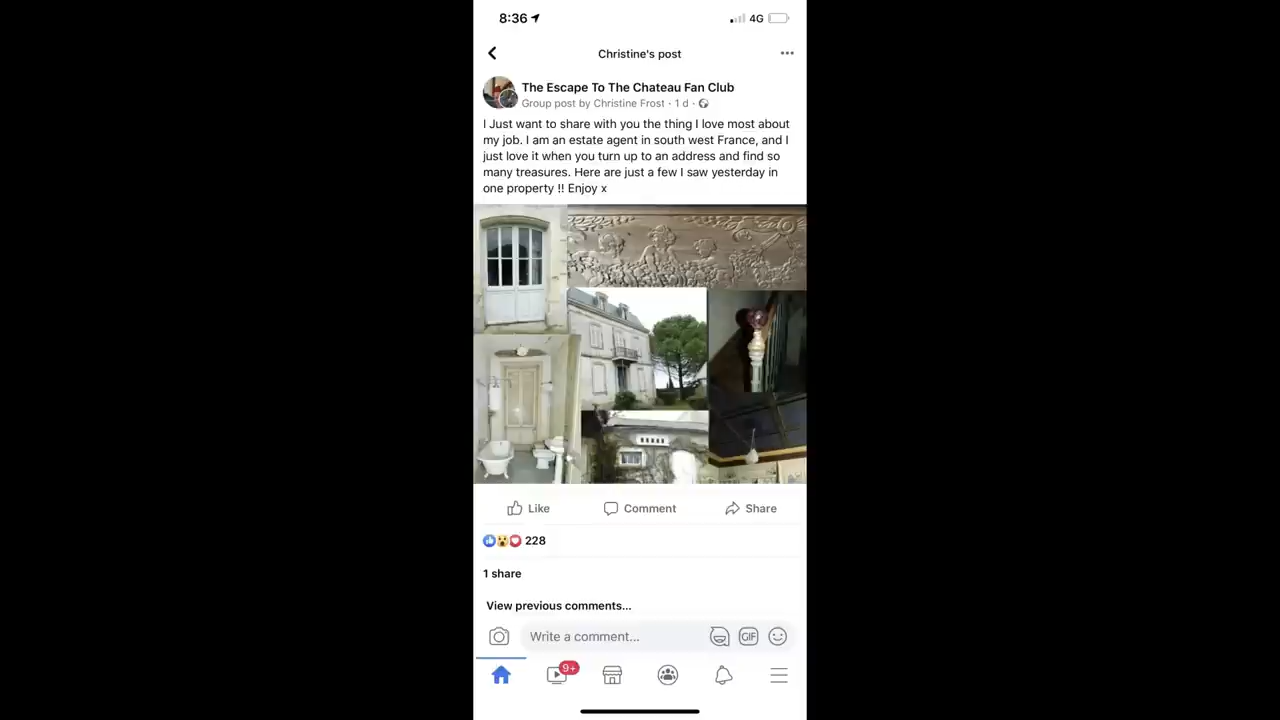 8:36
4G
Christine's post
The Escape To The Chateau Fan Club
Group post by Christine Frost · 1 d ·
I Just want to share with you the thing I love most about
my job. I am an estate agent in south west France, and I
just love it when you turn up to an address and find so
many treasures. Here are just a few I saw yesterday in
one property !! Enjoy x
Like
Comment
Share
228
1 share
View previous comments...
Write a comment...
GIF
9+